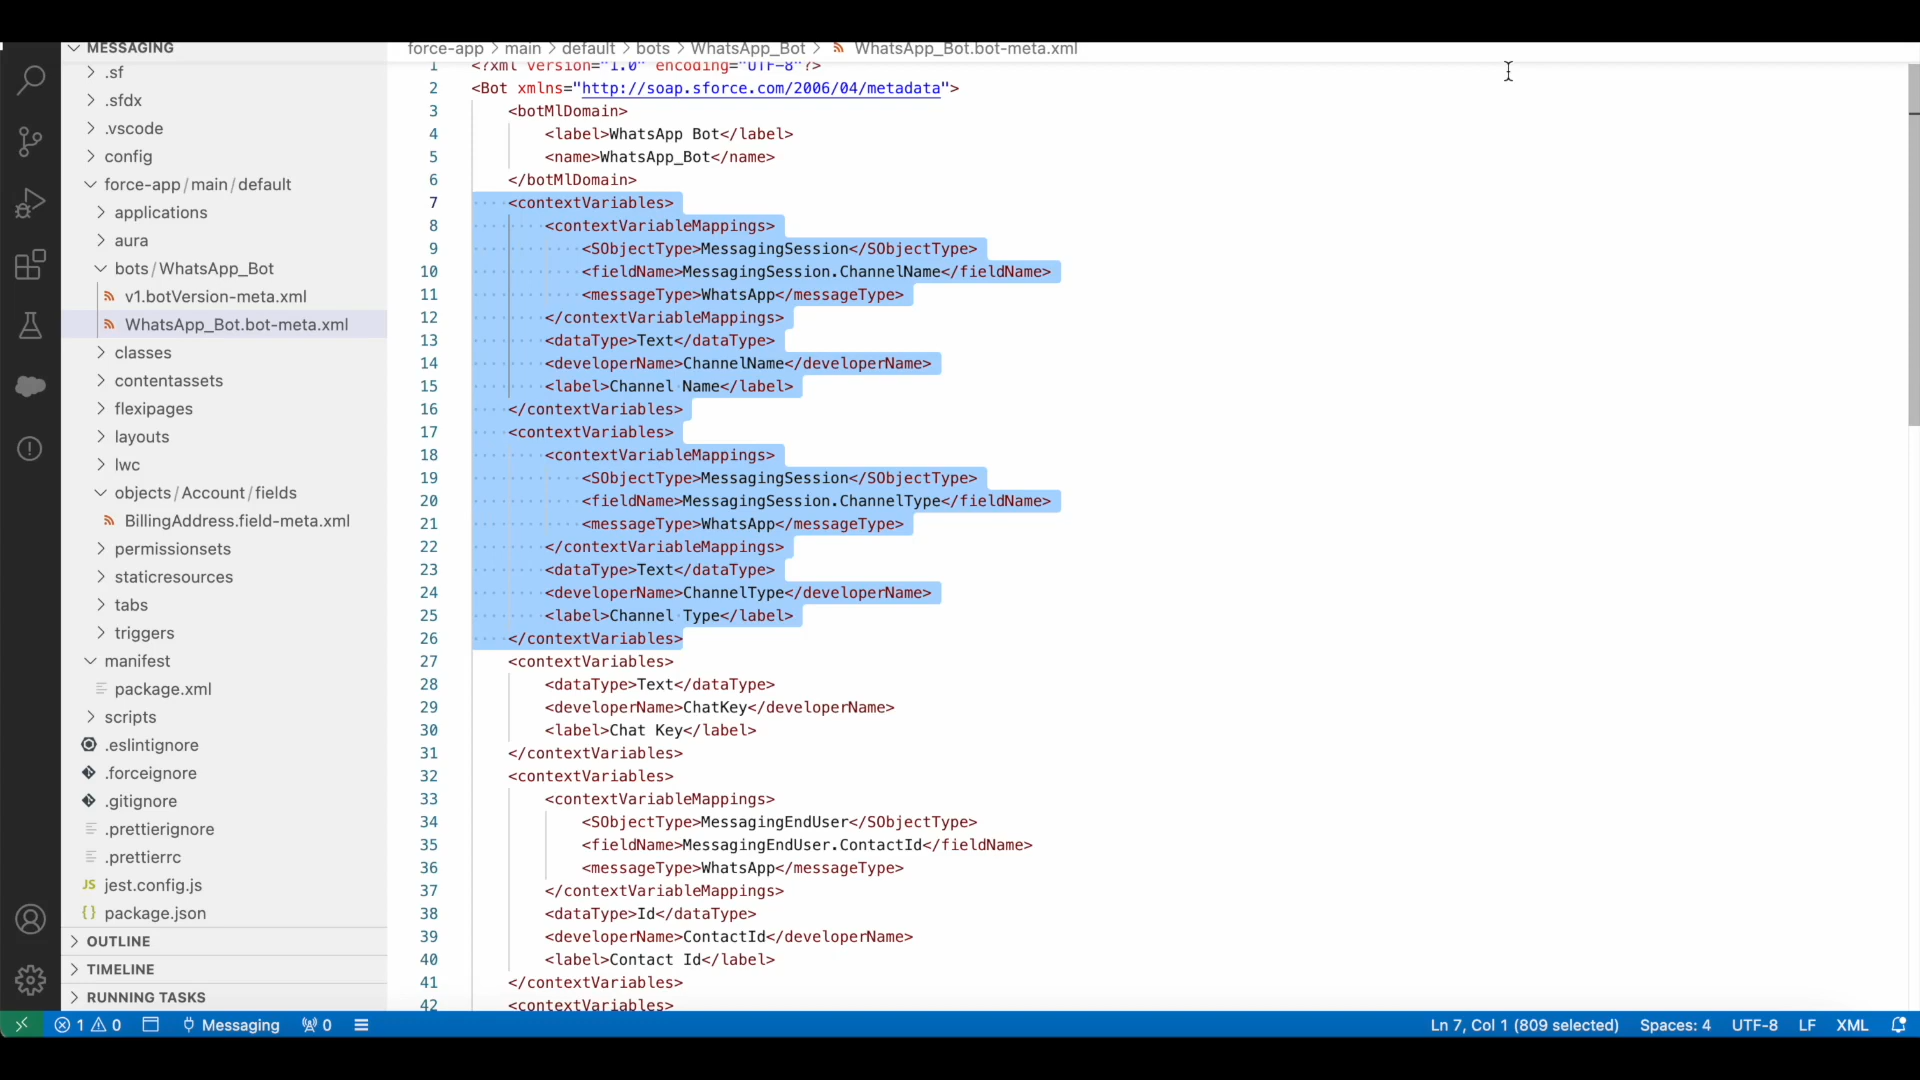 MESSAGING
.sf
.sfdx
.vscode
config
force-app/main/default
applications
aura
bots/WhatsApp_Bot
v1.botVersion-meta.xml
WhatsApp_Bot.bot-meta.xml
classes
contentassets
flexipages
layouts
lwc
objects/Account/fields
BillingAddress.field-meta.xml
permissionsets
staticresources
tabs
triggers
manifest
package.xml
scripts
.eslintignore
.forceignore
.gitignore
.prettierignore
.prettierrc
JS jest.config.js
{} package.json
OUTLINE
TIMELINE
RUNNING TASKS
force-app > main > default > bots > WhatsApp_Bot > WhatsApp_Bot.bot-meta.xml
1 <?xml version="1.0" encoding="UTF-8"?>
2 <Bot xmlns="http://soap.sforce.com/2006/04/metadata">
3 <botMlDomain>
4 <label>WhatsApp Bot</label>
5 <name>WhatsApp_Bot</name>
6 </botMlDomain>
7 <contextVariables>
8 <contextVariableMappings>
9 <SObjectType>MessagingSession</SObjectType>
10 <fieldName>MessagingSession.ChannelName</fieldName>
11 <messageType>WhatsApp</messageType>
12 </contextVariableMappings>
13 <dataType>Text</dataType>
14 <developerName>ChannelName</developerName>
15 <label>Channel Name</label>
16 </contextVariables>
17 <contextVariables>
18 <contextVariableMappings>
19 <SObjectType>MessagingSession</SObjectType>
20 <fieldName>MessagingSession.ChannelType</fieldName>
21 <messageType>WhatsApp</messageType>
22 </contextVariableMappings>
23 <dataType>Text</dataType>
24 <developerName>ChannelType</developerName>
25 <label>Channel Type</label>
26 </contextVariables>
27 <contextVariables>
28 <dataType>Text</dataType>
29 <developerName>ChatKey</developerName>
30 <label>Chat Key</label>
31 </contextVariables>
32 <contextVariables>
33 <contextVariableMappings>
34 <SObjectType>MessagingEndUser</SObjectType>
35 <fieldName>MessagingEndUser.ContactId</fieldName>
36 <messageType>WhatsApp</messageType>
37 </contextVariableMappings>
38 <dataType>Id</dataType>
39 <developerName>ContactId</developerName>
40 <label>Contact Id</label>
41 </contextVariables>
42 <contextVariables>
1 0 Messaging 0 Ln 7, Col 1 (809 selected) Spaces: 4 UTF-8 LF XML